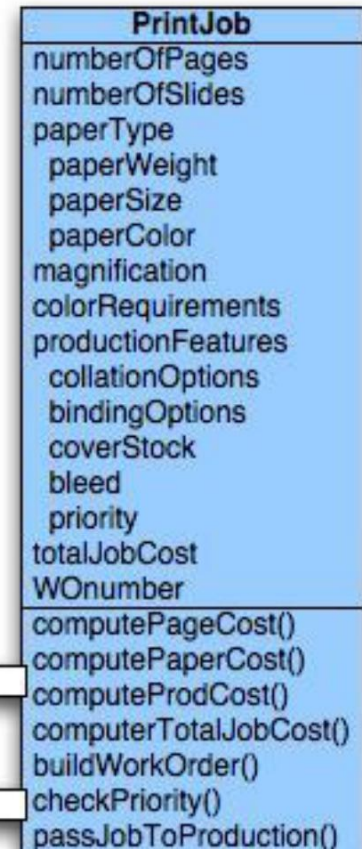 PrintJob
numberOfPages
numberOfSlides
paperType
paperWeight
paperSize
paperColor
magnification
colorRequirements
productionFeatures
collationOptions
bindingOptions
coverStock
bleed
priority
totalJobCost
WOnumber
computePageCost()
computePaperCost()
computeProdCost()
computerTotalJobCost()
buildWorkOrder()
checkPriority()
passJobToProduction()